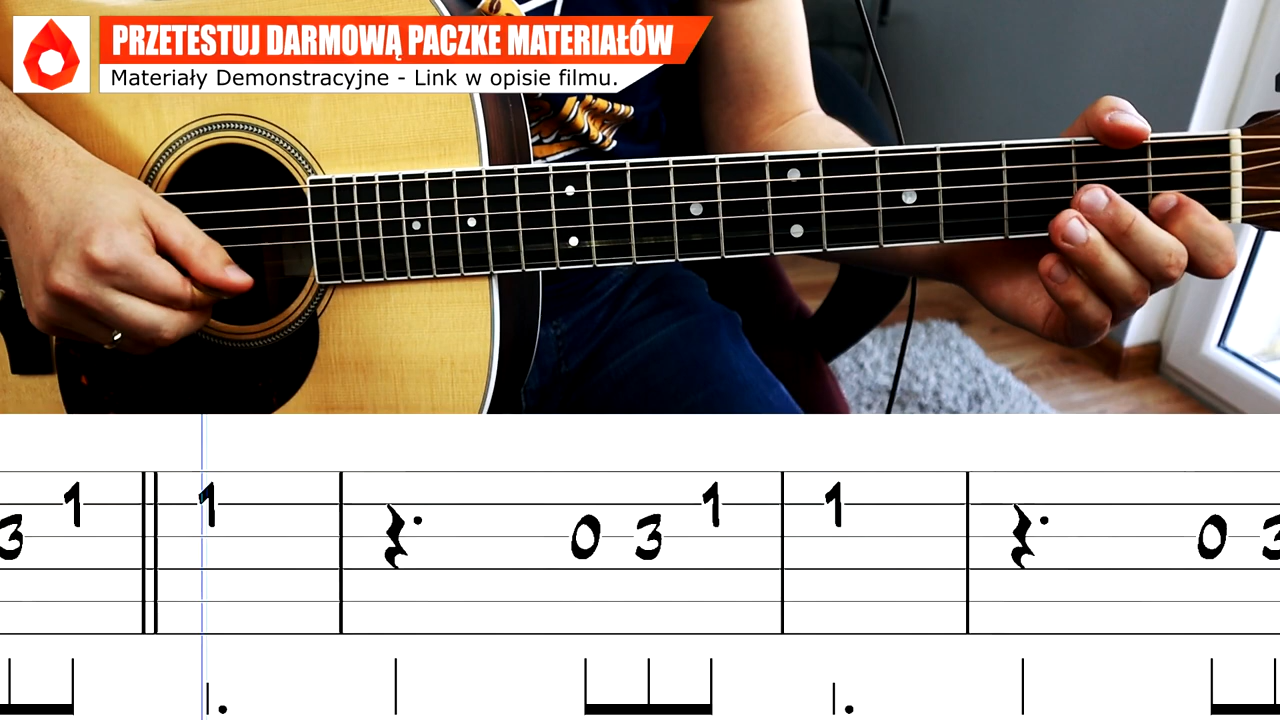 PRZETESTUJ DARMOWĄ PACZKE MATERIAŁÓW
Materiały Demonstracyjne - Link w opisie filmu.
3 1 1 0 3 1 1 0 3